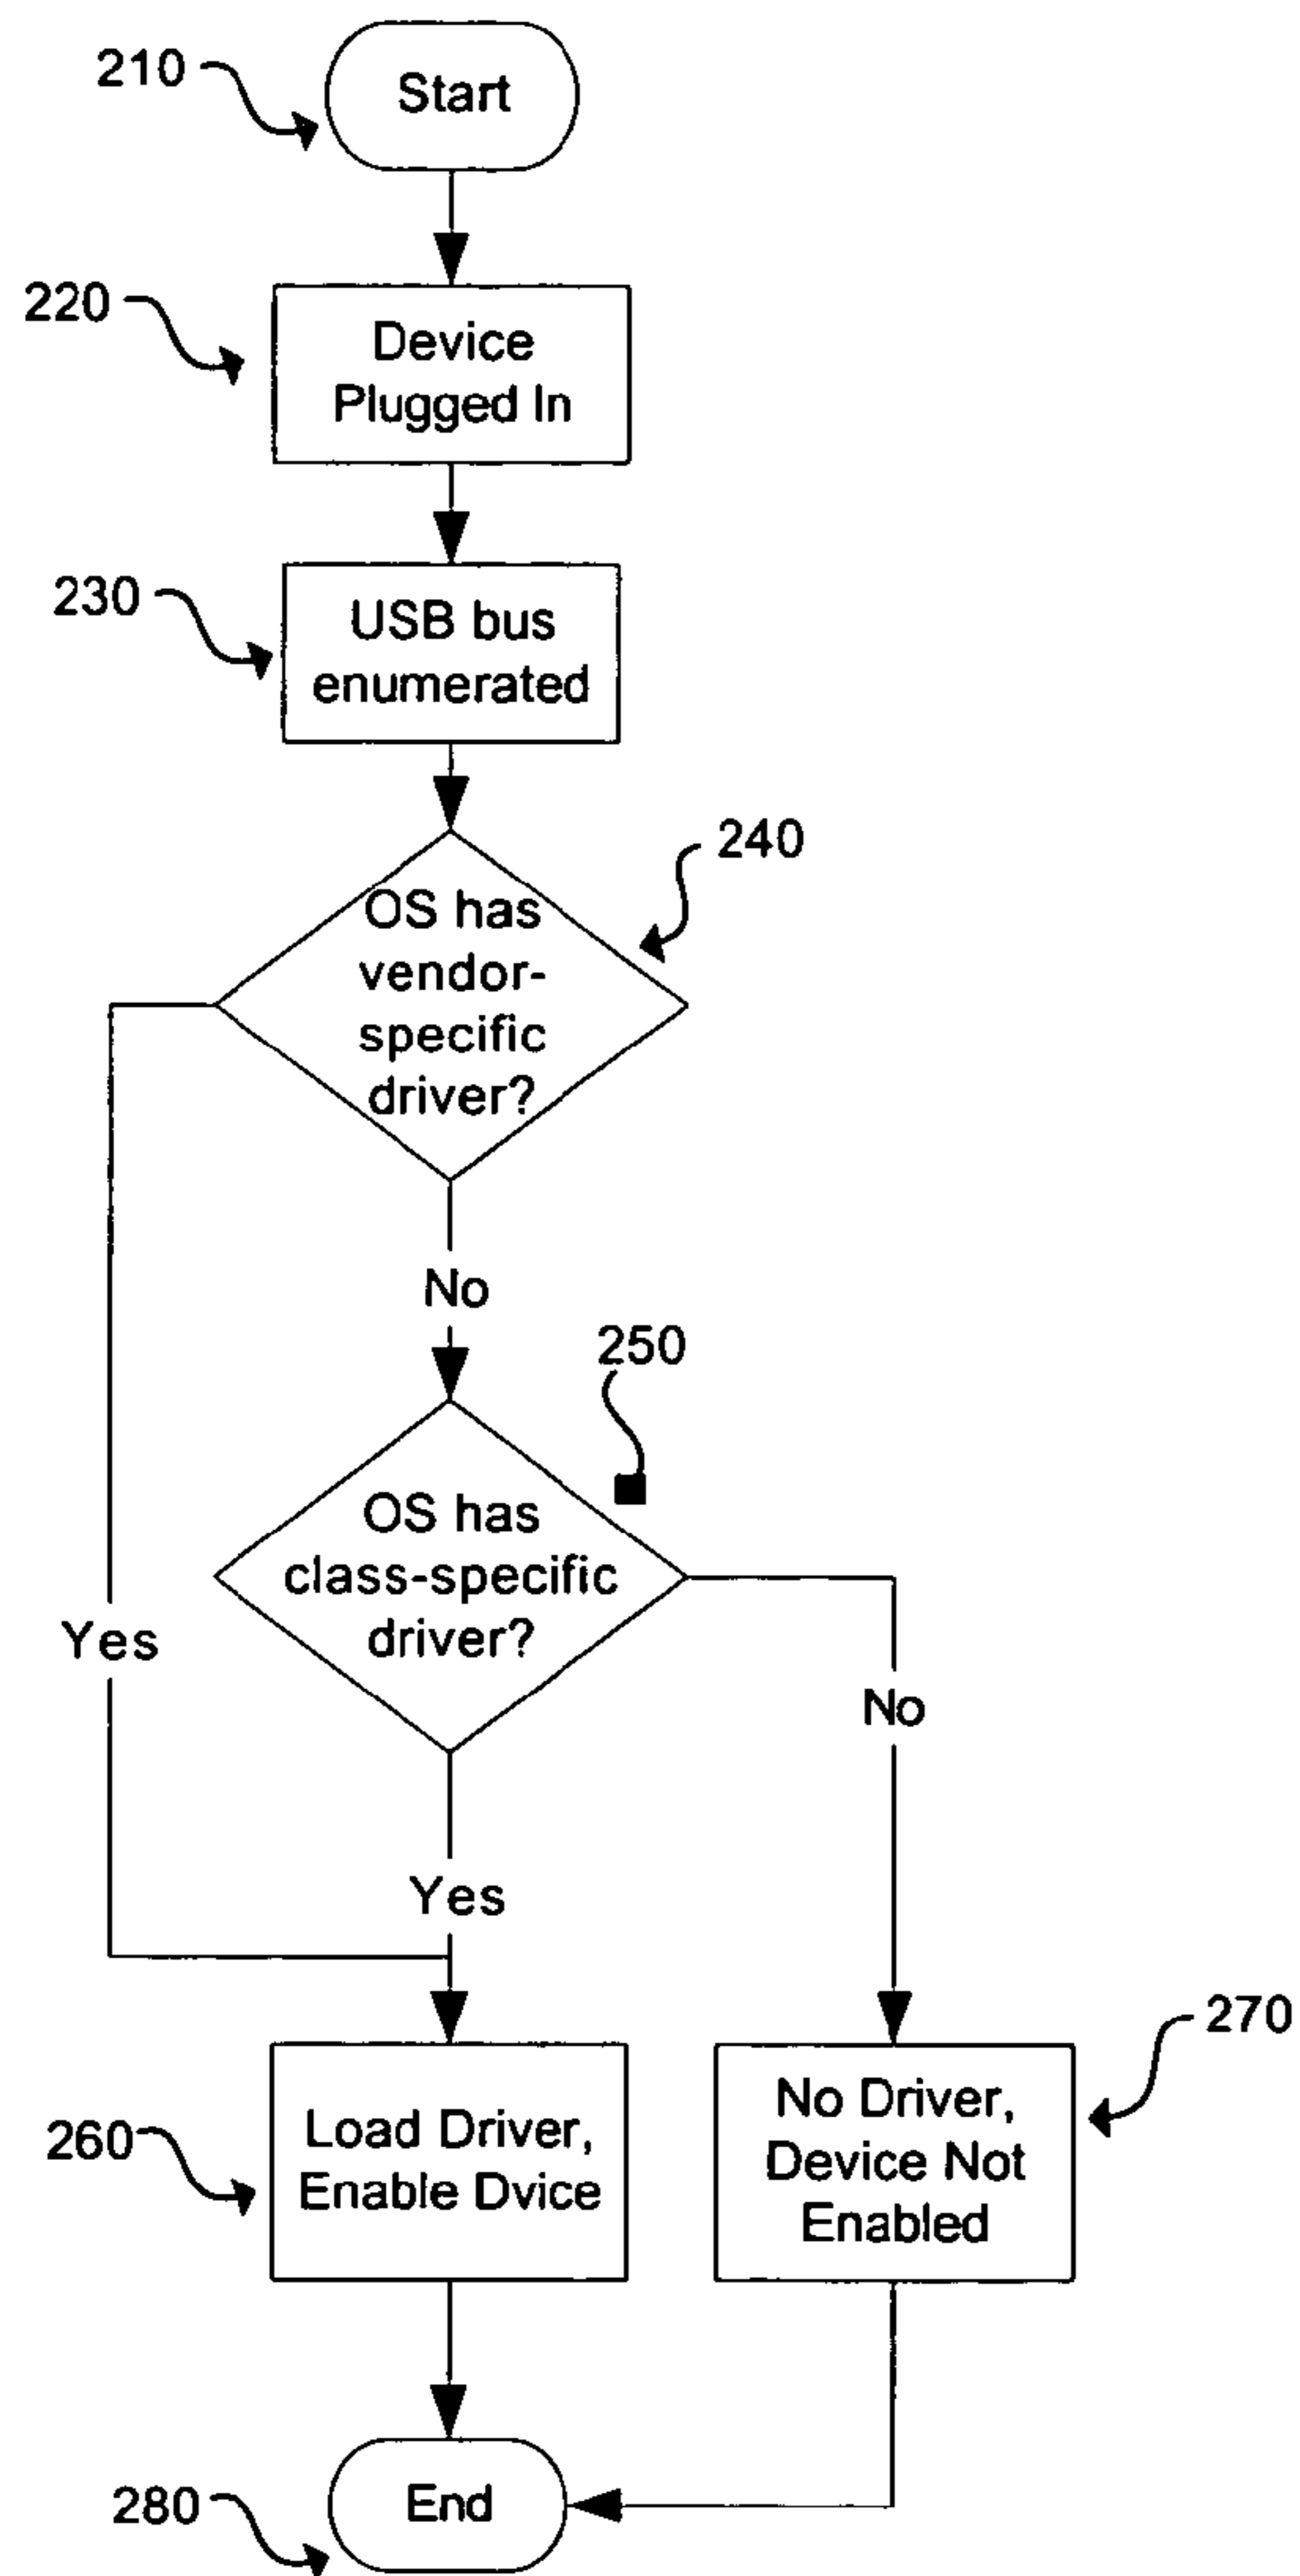 210
Start
220
Device
Plugged In
230
USB bus
enumerated
240
OS has
vendor-
specific
driver?
No
250
OS has
class-specific
driver?
Yes
No
Yes
270
260
Load Driver,
Enable Dvice
No Driver,
Device Not
Enabled
280
End